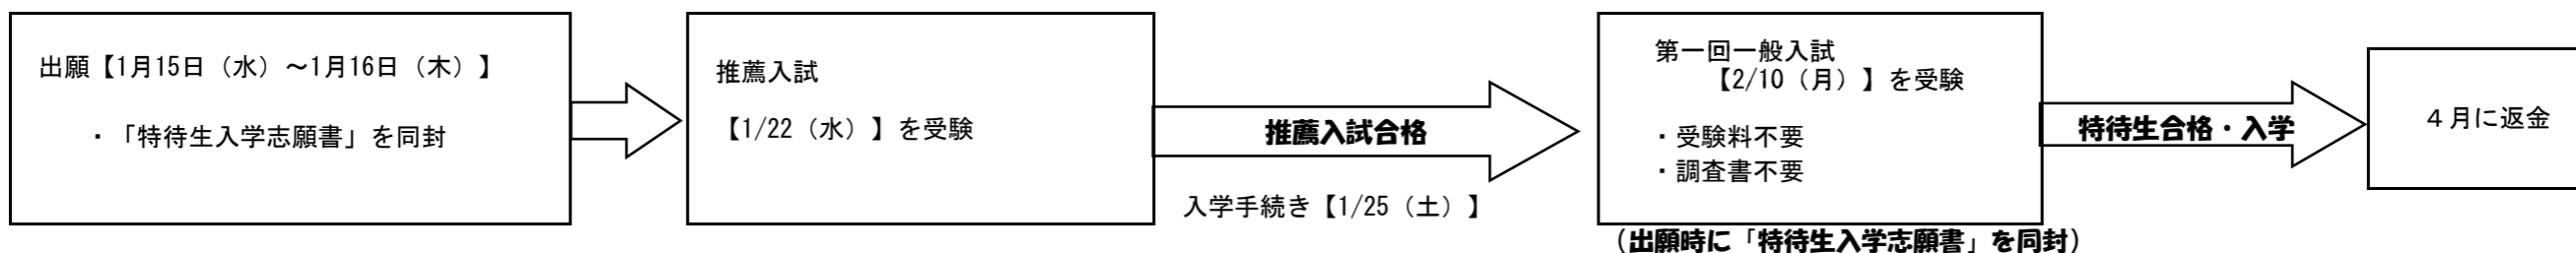 出願【1月15日（水）～1月16日（木）】
・「特待生入学志願書」を同封
推薦入試
【1/22（水）】を受験
推薦入試合格
入学手続き【1/25（土）】
第一回一般入試
【2/10（月）】を受験
・受験料不要
・調査書不要
（出願時に「特待生入学志願書」を同封）
特待生合格・入学
４月に返金